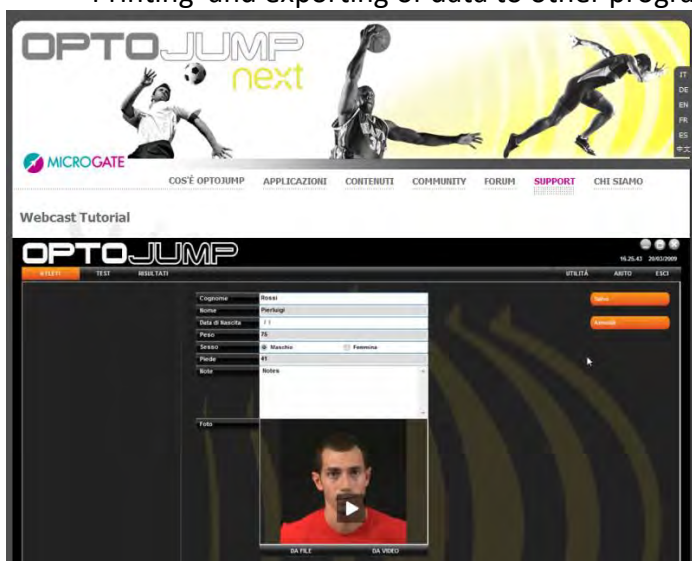 Printing and exporting of data to other progra
OPTOJUMP
next
IT
DE
EN
FR
ES
中文
MICROGATE
COS'È OPTOJUMP APPLICAZIONI CONTENUTI COMMUNITY FORUM SUPPORT CHI SIAMO
Webcast Tutorial
OPTOJUMP
16.25.43 20/03/2009
ATLETI TEST RISULTATI UTILITÀ AIUTO ESCI
Cognome Rossi Salva
Nome Pierluigi
Data di Nascita / / Annulla
Peso 75
Sesso Maschio Femmina
Piede 41
Note Notes
Foto
DA FILE DA VIDEO